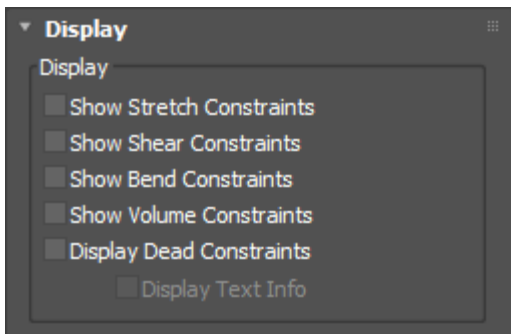 Display
Display
Show Stretch Constraints
Show Shear Constraints
Show Bend Constraints
Show Volume Constraints
Display Dead Constraints
Display Text Info